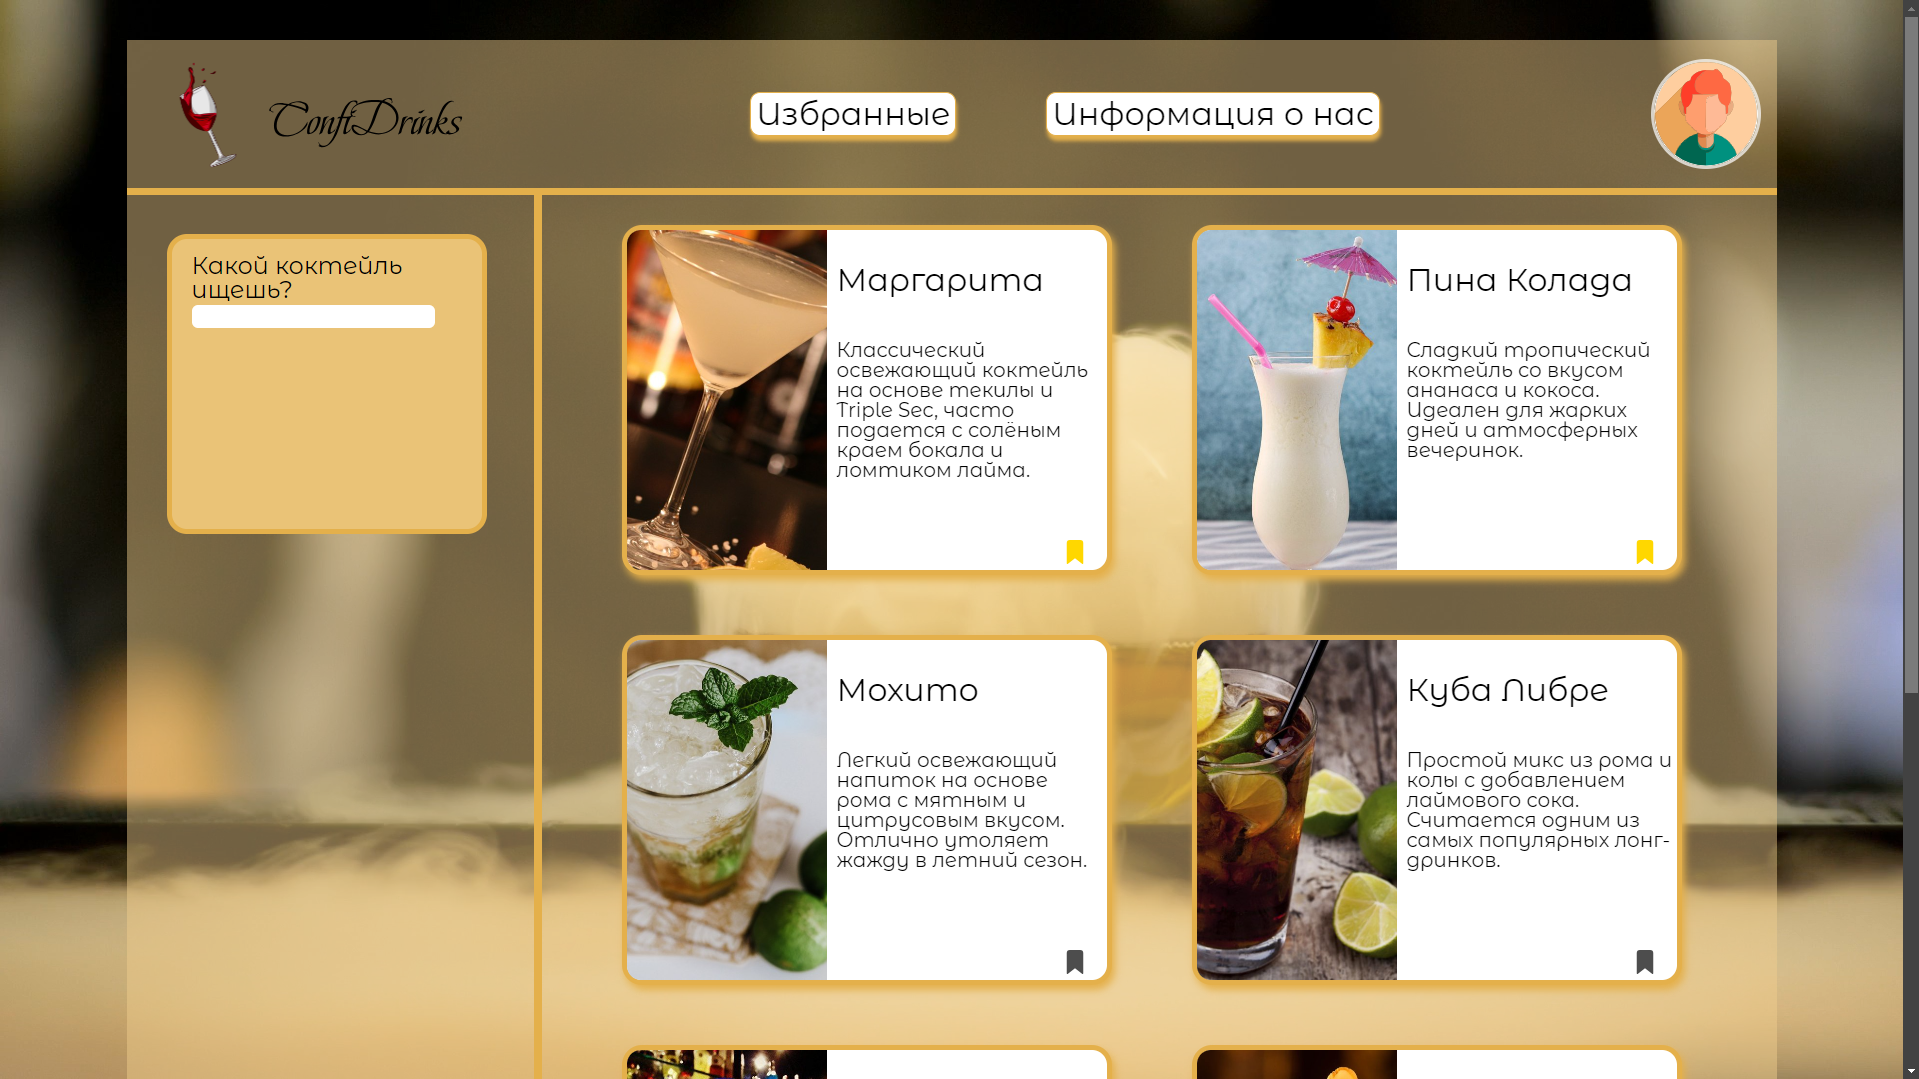 ConfiDrinks
Избранные
Информация о нас
Какой коктейль
ищешь?
Маргарита
Классический
освежающий коктейль
на основе текилы и
Triple Sec, часто
подается с солёным
краем бокала и
ломтиком лайма.
Пина Колада
Сладкий тропический
коктейль со вкусом
ананаса и кокоса.
Идеален для жарких
дней и атмосферных
вечеринок.
Мохито
Легкий освежающий
напиток на основе
рома с мятным и
цитрусовым вкусом.
Отлично утоляет
жажду в летний сезон.
Куба Либре
Простой микс из рома и
колы с добавлением
лаймового сока.
Считается одним из
самых популярных лонг-
дринков.